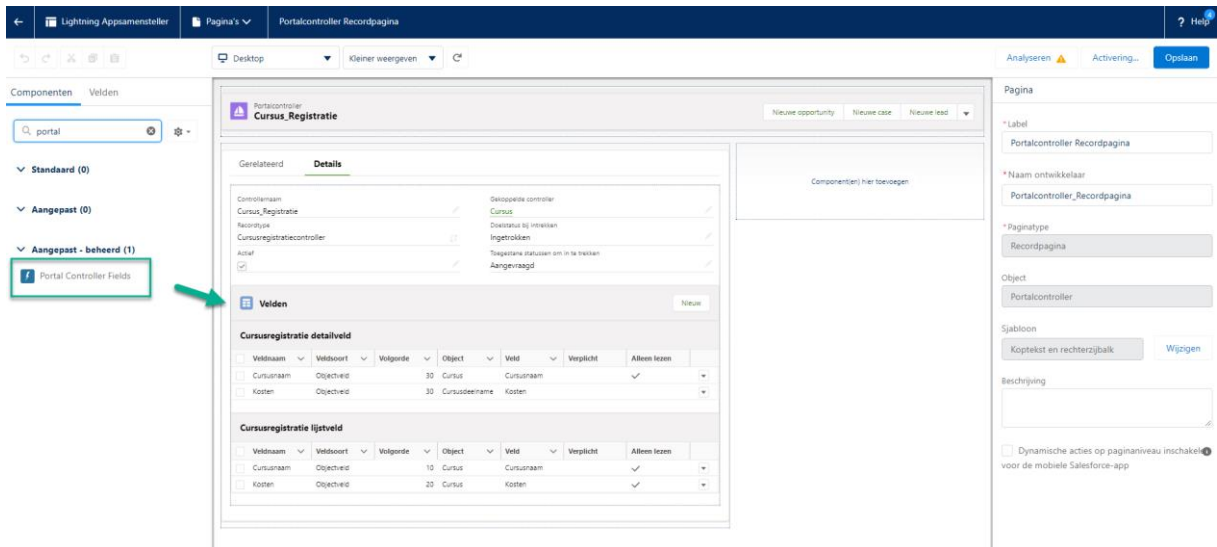 Lightning Appsamensteller Pagina's Portalcontroller Recordpagina ? Help
4
Desktop Kleiner weergeven Analyseren Activering... Opslaan
Componenten Velden
portal
Standaard (0)
Aangepast (0)
Aangepast - beheerd (1)
Portal Controller Fields
Portalcontroller
Cursus_Registratie
Nieuwe opportunity Nieuwe case Nieuwe lead
Gerelateerd Details
Controllernaam Gekoppelde controller
Cursus_Registratie Cursus
Recordtype Doelstatus bij intrekken
Cursusregistratiecontroller Ingetrokken
Actief Toegestane statussen om in te trekken
Aangevraagd
Velden Nieuw
Cursusregistratie detailveld
Veldnaam Veldsoort Volgorde Object Veld Verplicht Alleen lezen
Cursusnaam Objectveld 30 Cursus Cursusnaam
Kosten Objectveld 30 Cursusdeelname Kosten
Cursusregistratie lijstveld
Veldnaam Veldsoort Volgorde Object Veld Verplicht Alleen lezen
Cursusnaam Objectveld 10 Cursus Cursusnaam
Kosten Objectveld 20 Cursus Kosten
Component(en) hier toevoegen
Pagina
*Label
Portalcontroller Recordpagina
*Naam ontwikkelaar
Portalcontroller_Recordpagina
*Paginatype
Recordpagina
Object
Portalcontroller
Sjabloon
Koptekst en rechterzijbalk Wijzigen
Beschrijving
Dynamische acties op paginaniveau inschakelen
voor de mobiele Salesforce-app